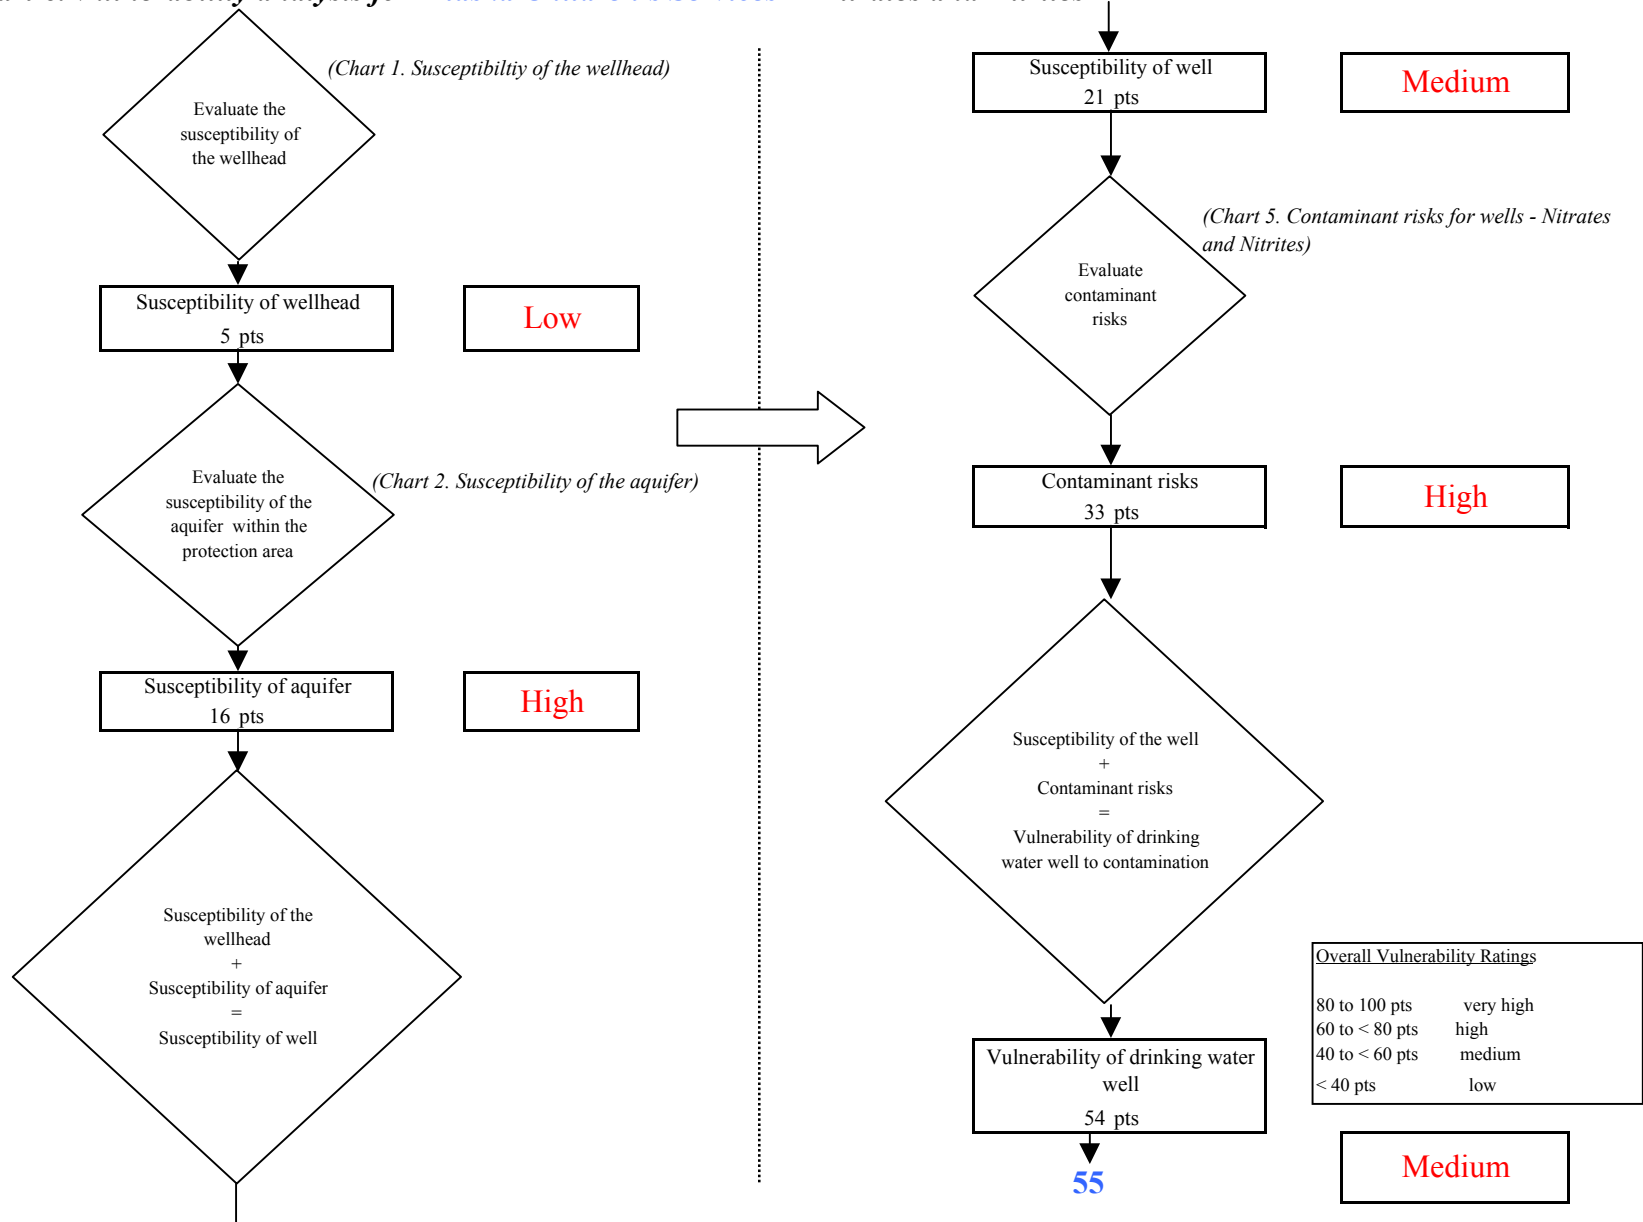 (Chart 1. Susceptibiltiy of the wellhead)
Evaluate the
susceptibility of
the wellhead
Susceptibility of wellhead
5 pts
Low
Evaluate the
susceptibility of the
aquifer within the
protection area
(Chart 2. Susceptibility of the aquifer)
Susceptibility of aquifer
16 pts
High
Susceptibility of the
wellhead
+
Susceptibility of aquifer
=
Susceptibility of well
Susceptibility of well
21 pts
Medium
(Chart 5. Contaminant risks for wells - Nitrates
and Nitrites)
Evaluate
contaminant
risks
Contaminant risks
33 pts
High
Susceptibility of the well
+
Contaminant risks
=
Vulnerability of drinking
water well to contamination
Overall Vulnerability Ratings
80 to 100 pts very high
60 to < 80 pts high
40 to < 60 pts medium
< 40 pts low
Vulnerability of drinking water
well
54 pts
55
Medium